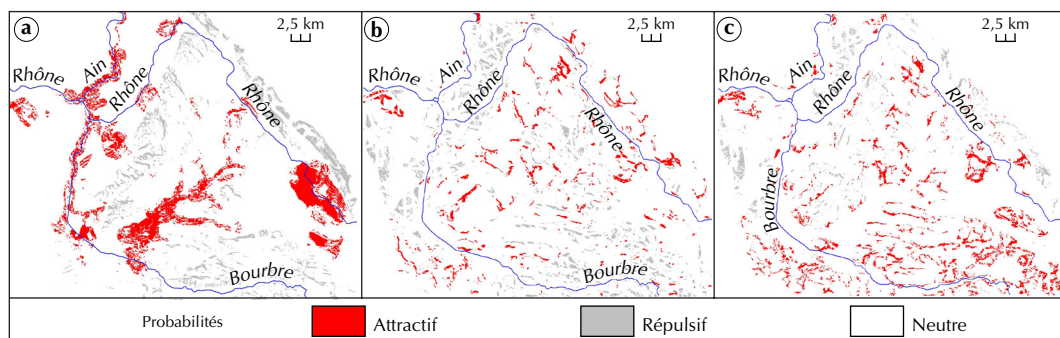 a
2,5 km
Rhône
Ain
Rhône
Rhône
Bourbre
b
2,5 km
Rhône
Ain
Rhône
Rhône
Bourbre
c
2,5 km
Rhône
Ain
Rhône
Rhône
Bourbre
Probabilités
Attractif
Répulsif
Neutre